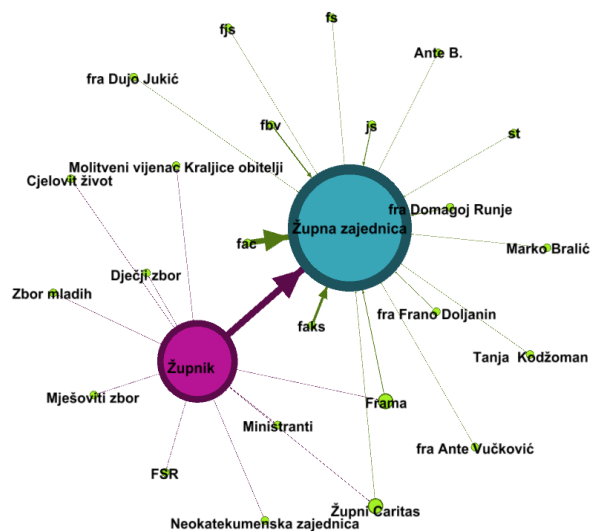 fs
fjs
Ante B.
fra Dujo Jukić
fbv
js
st
Molitveni vijenac Kraljice obitelji
Cjelovit život
fra Domagoj Runje
Župna zajednica
fac
Marko Bralić
Dječji zbor
Zbor mladih
fra Frano Doljanin
faks
Tanja Kodžoman
Župnik
Mješoviti zbor
Frama
Ministranti
fra Ante Vučković
FSR
Župni Caritas
Neokatekumenska zajednica